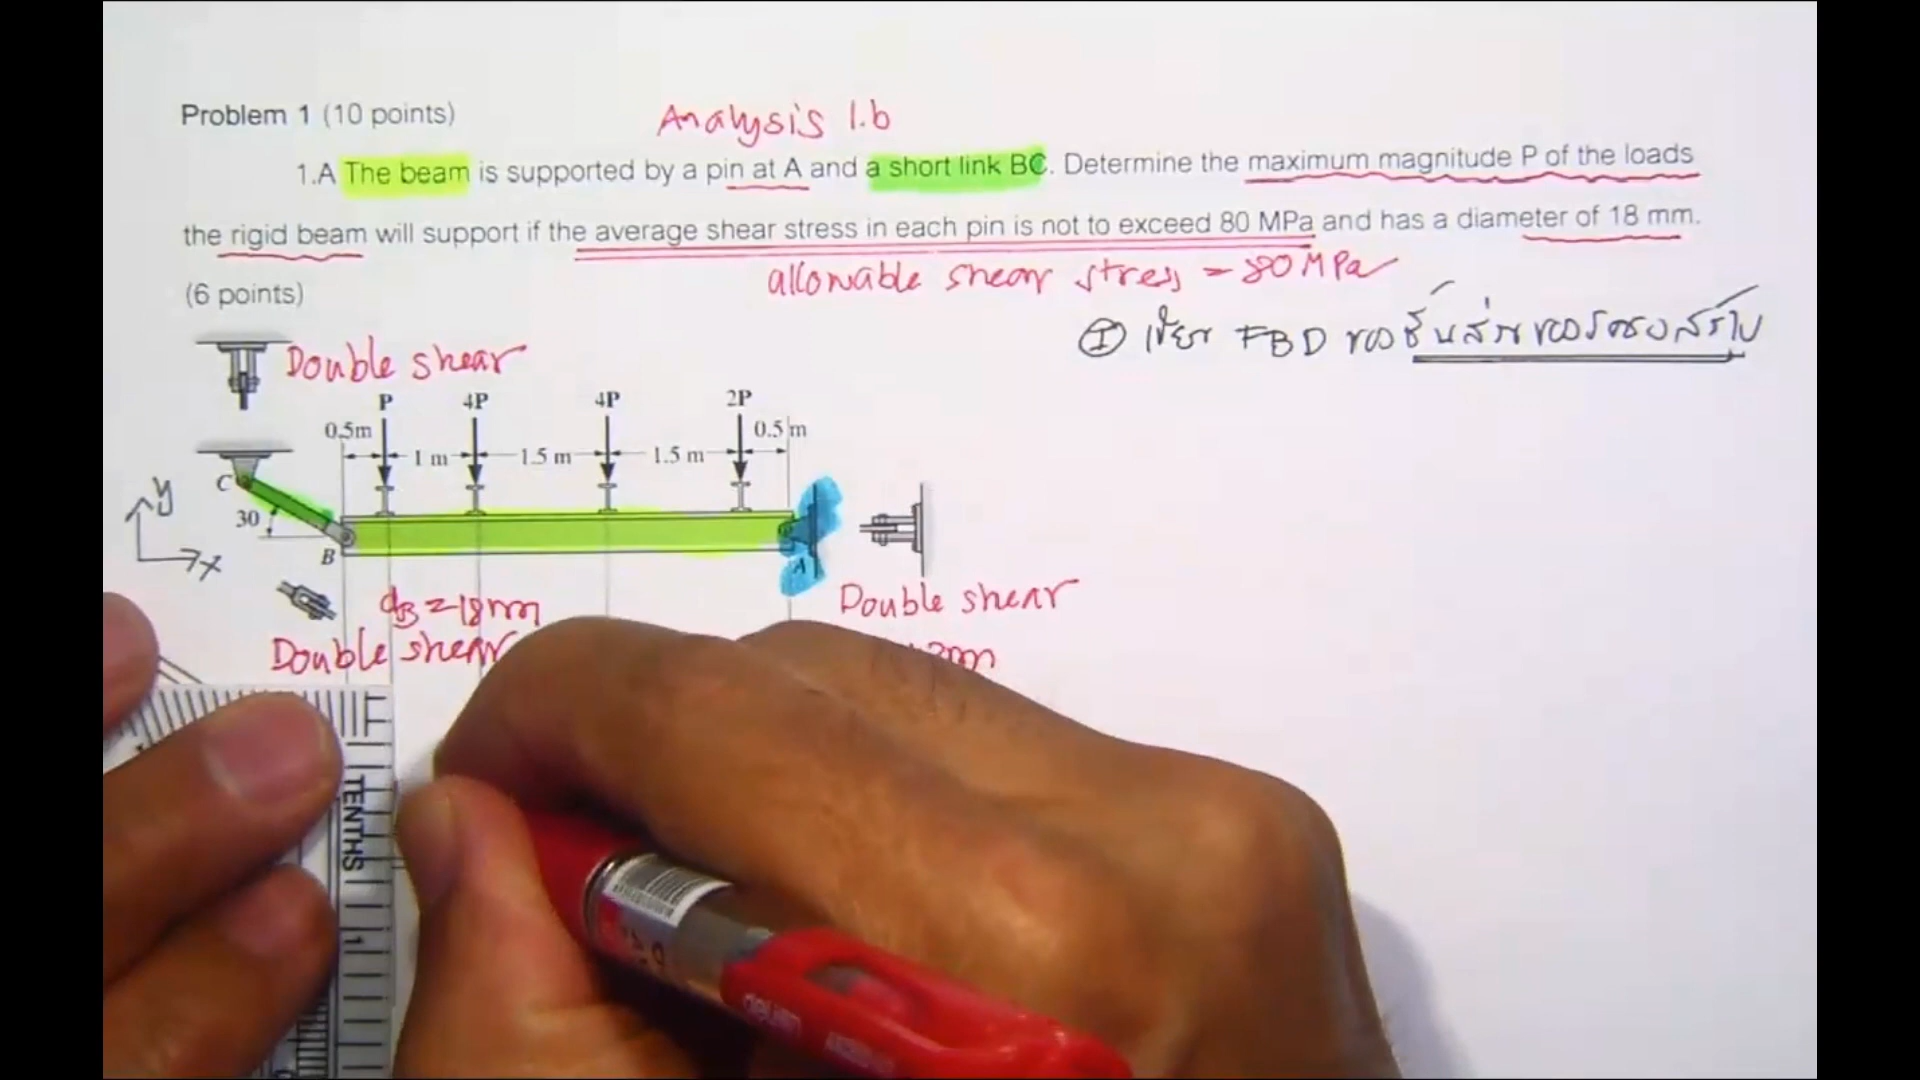 Problem 1 (10 points)
Analysis 1.b
1.A The beam is supported by a pin at A and a short link BC. Determine the maximum magnitude P of the loads
the rigid beam will support if the average shear stress in each pin is not to exceed 80 MPa and has a diameter of 18 mm.
(6 points)
allowable shear stress = 80 MPa
① เขียน FBD ของชิ้นส่วนของโครงสร้าง
Double shear
P 4P 4P 2P
0.5m 0.5 m
1 m 1.5 m 1.5 m
C
y
30
x
B
A
dB = 18mm
Double shear
Double shear
TENTHS
1